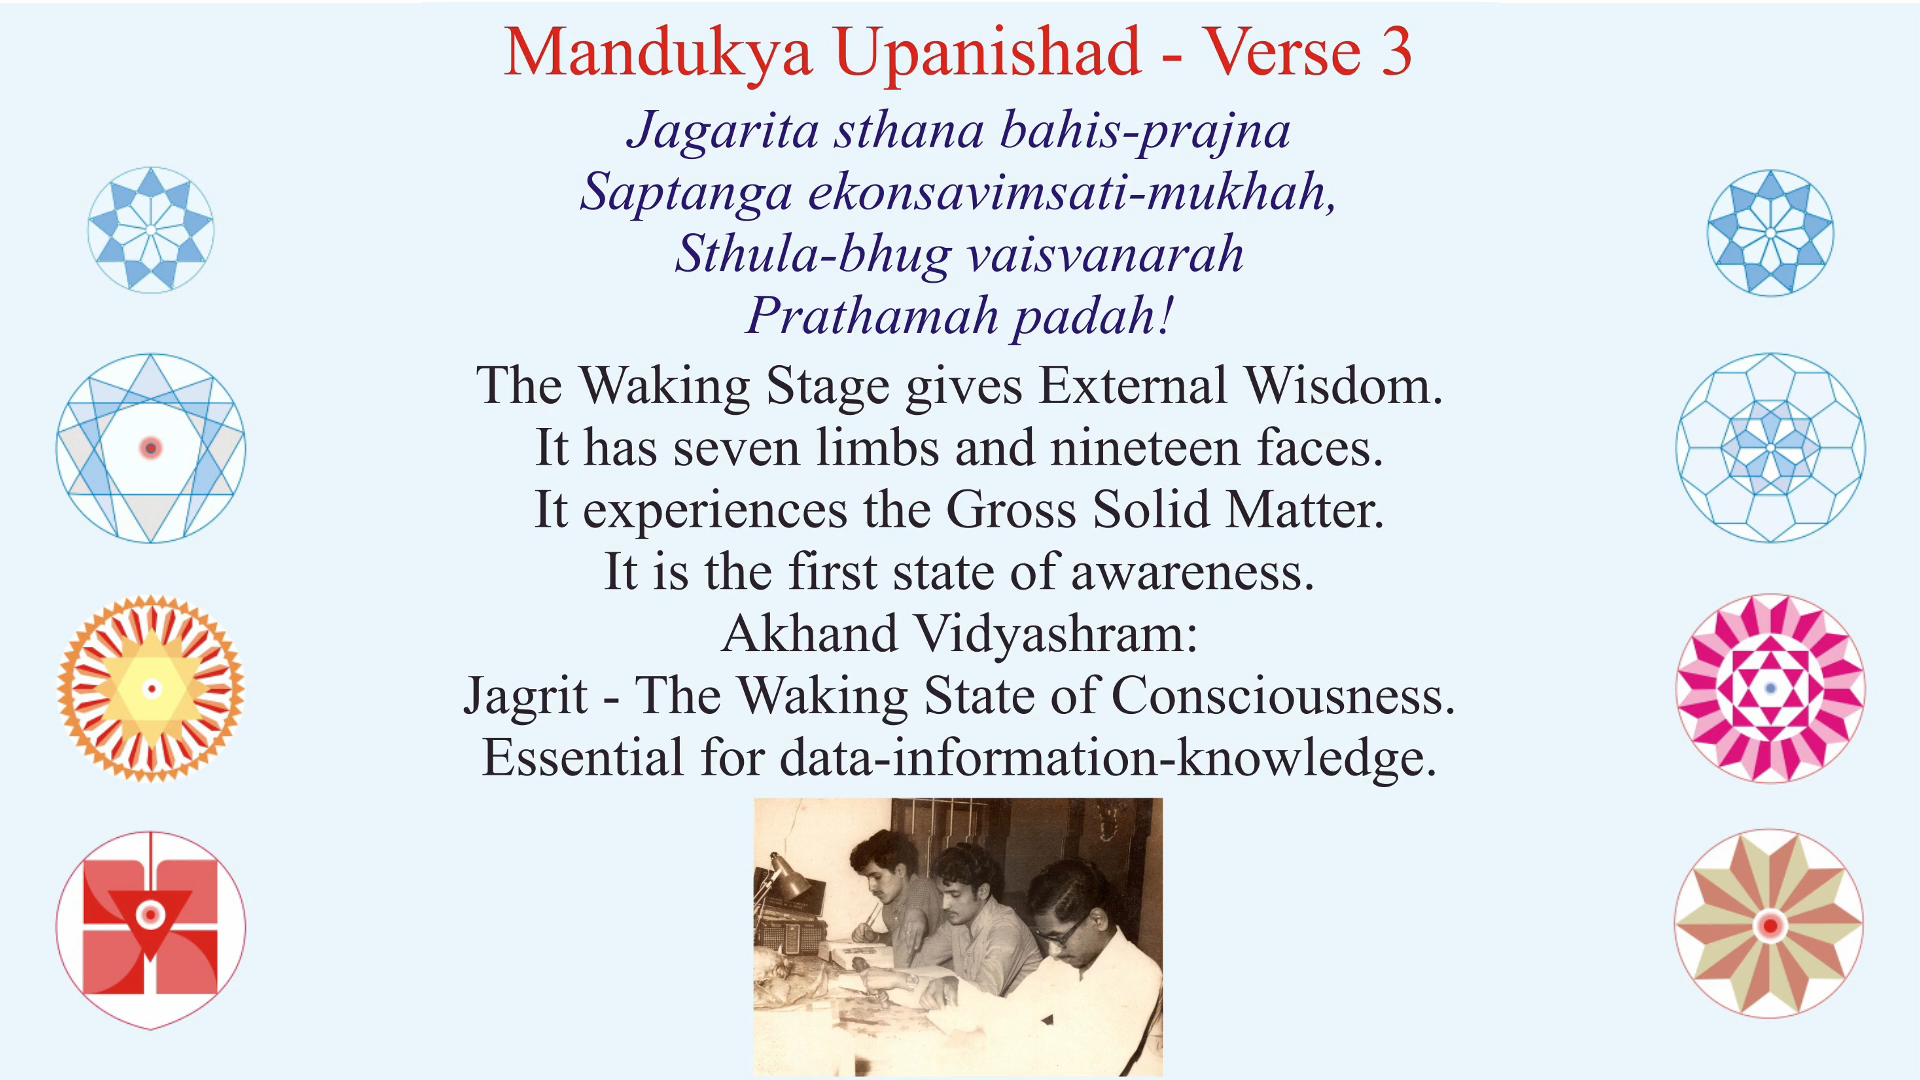 Mandukya Upanishad - Verse 3
Jagarita sthana bahis-prajna
Saptanga ekonsavimsati-mukhah,
Sthula-bhug vaisvanarah
Prathamah padah!
The Waking Stage gives External Wisdom.
It has seven limbs and nineteen faces.
It experiences the Gross Solid Matter.
It is the first state of awareness.
Akhand Vidyashram:
Jagrit - The Waking State of Consciousness.
Essential for data-information-knowledge.